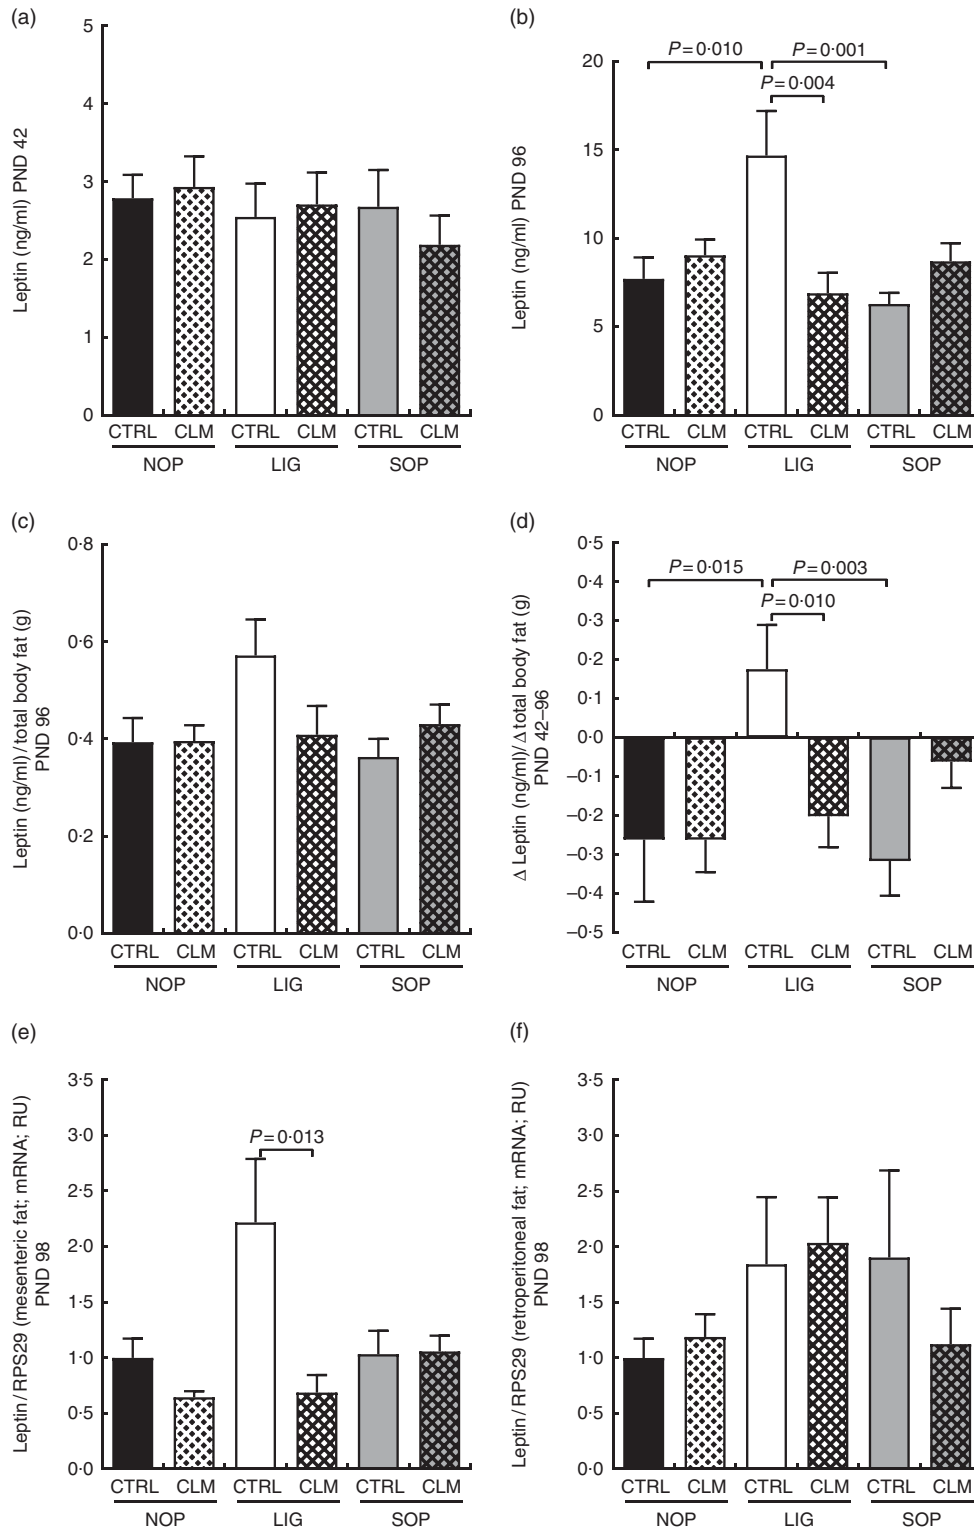 (a)
5
4
3
2
1
0
Leptin (ng/ml) PND 42
CTRL CLM CTRL CLM CTRL CLM
NOP LIG SOP
(b)
P=0·010
P=0·001
P=0·004
20
15
10
5
0
Leptin (ng/ml) PND 96
CTRL CLM CTRL CLM CTRL CLM
NOP LIG SOP
(c)
0·8
0·6
0·4
0·2
0·0
Leptin (ng/ml)/total body fat (g)
PND 96
CTRL CLM CTRL CLM CTRL CLM
NOP LIG SOP
(d)
0·5
0·4
0·3
0·2
0·1
0·0
–0·1
–0·2
–0·3
–0·4
–0·5
P=0·015
P=0·003
P=0·010
Δ Leptin (ng/ml)/Δ total body fat (g)
PND 42–96
CTRL CLM CTRL CLM CTRL CLM
NOP LIG SOP
(e)
3·5
3·0
2·5
2·0
1·5
1·0
0·5
0·0
P=0·013
Leptin/RPS29 (mesenteric fat; mRNA; RU)
PND 98
CTRL CLM CTRL CLM CTRL CLM
NOP LIG SOP
(f)
3·5
3·0
2·5
2·0
1·5
1·0
0·5
0·0
Leptin/RPS29 (retroperitoneal fat; mRNA; RU)
PND 98
CTRL CLM CTRL CLM CTRL CLM
NOP LIG SOP